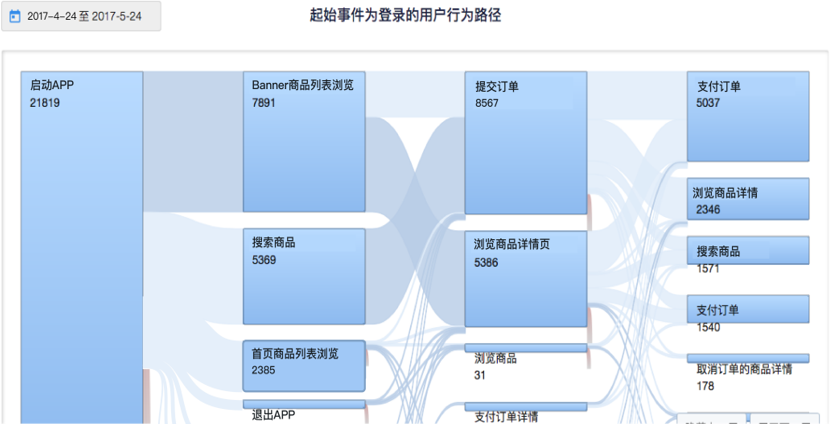 2017-4-24 至 2017-5-24
起始事件为登录的用户行为路径
启动APP
21819
Banner商品列表浏览
7891
搜索商品
5369
首页商品列表浏览
2385
退出APP
提交订单
8567
浏览商品详情页
5386
浏览商品
31
支付订单详情
支付订单
5037
浏览商品详情
2346
搜索商品
1571
支付订单
1540
取消订单的商品详情
178